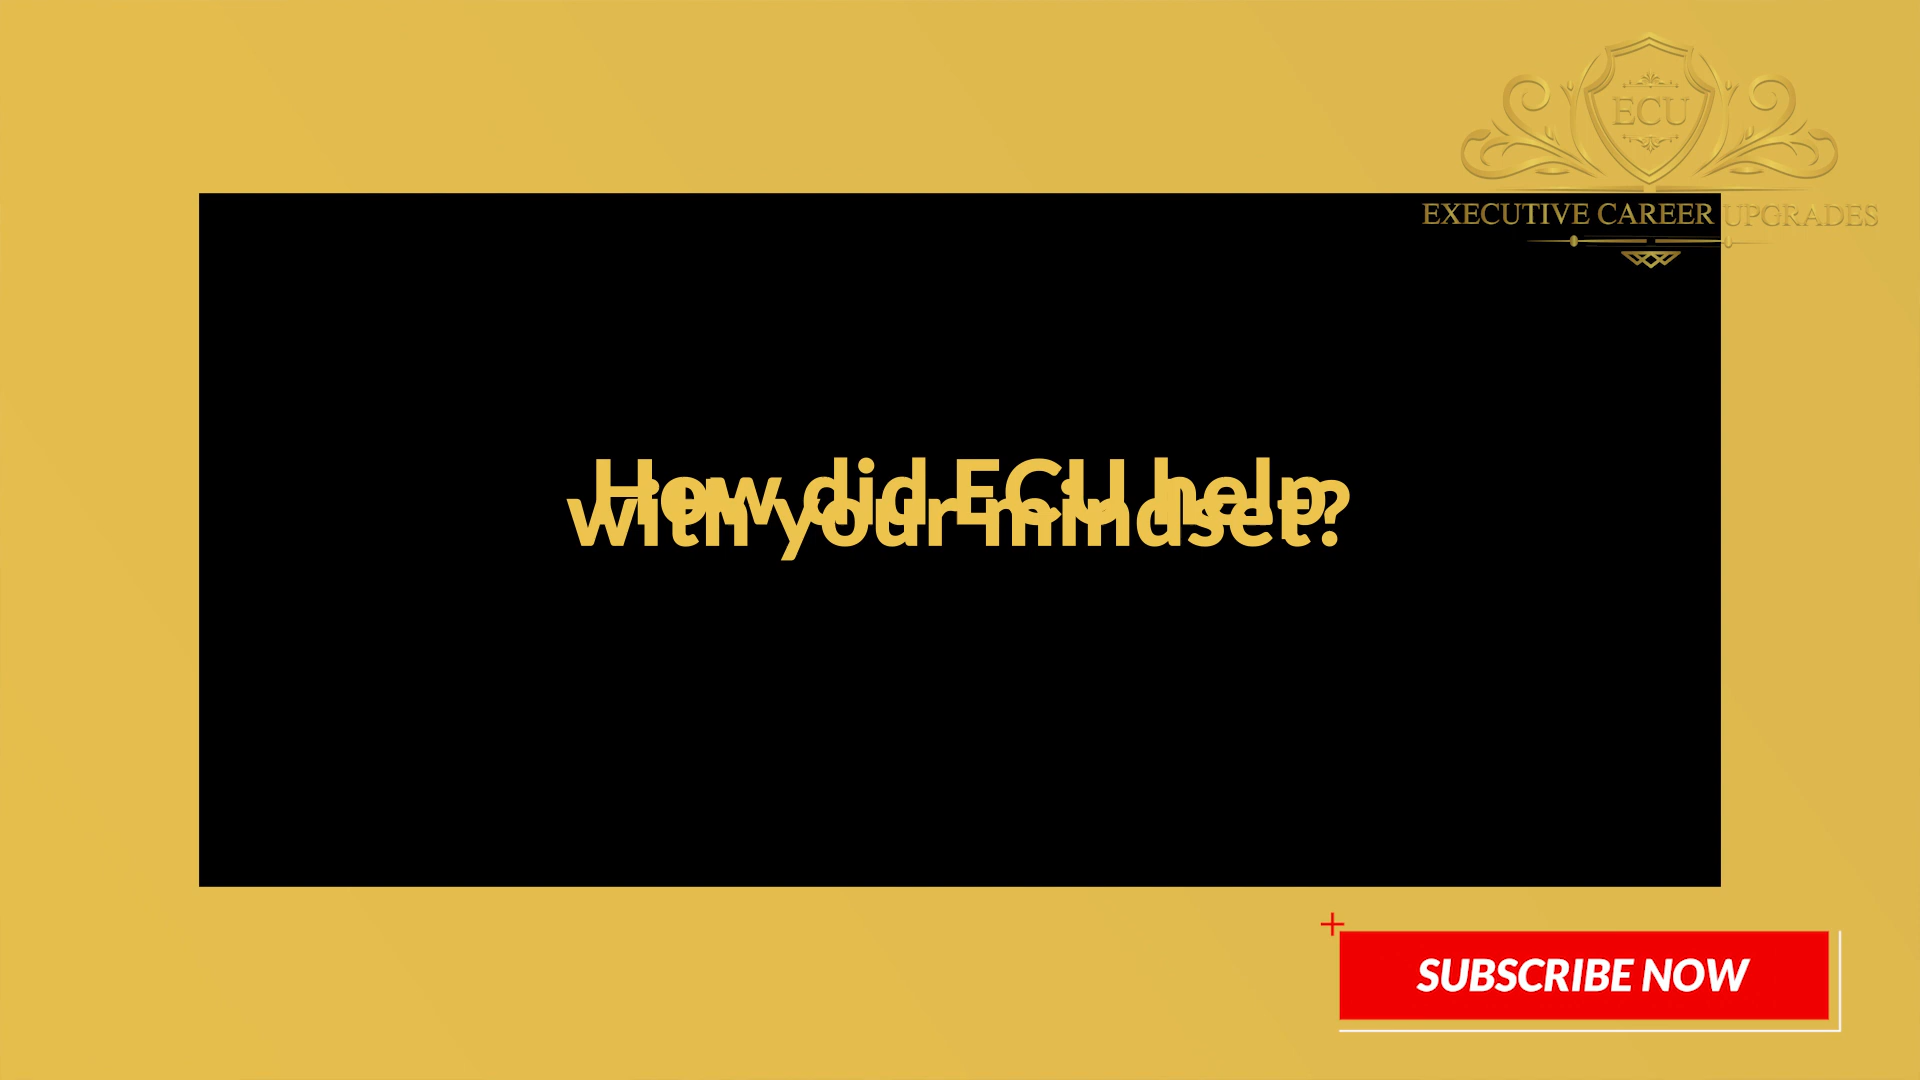 ECU
EXECUTIVE CAREER UPGRADES
How did ECU help
with your mindset?
SUBSCRIBE NOW